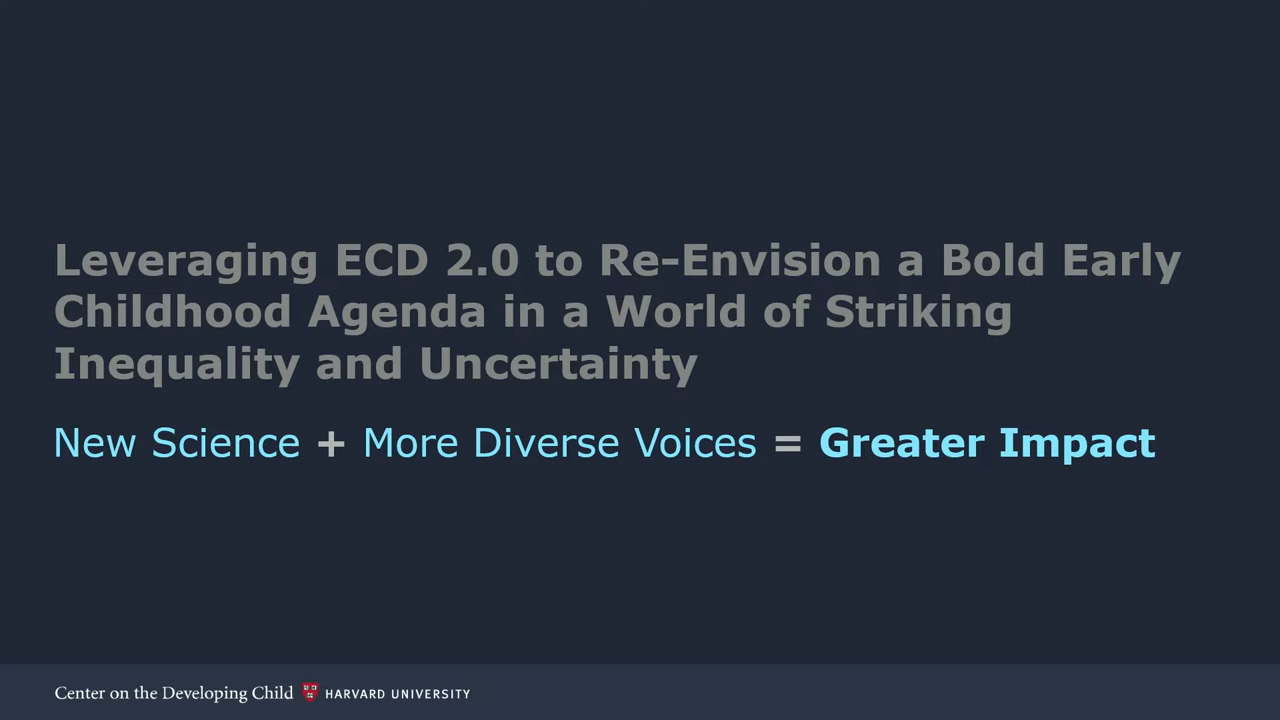 Leveraging ECD 2.0 to Re-Envision a Bold Early
Childhood Agenda in a World of Striking
Inequality and Uncertainty
New Science + More Diverse Voices = Greater Impact
Center on the Developing Child HARVARD UNIVERSITY